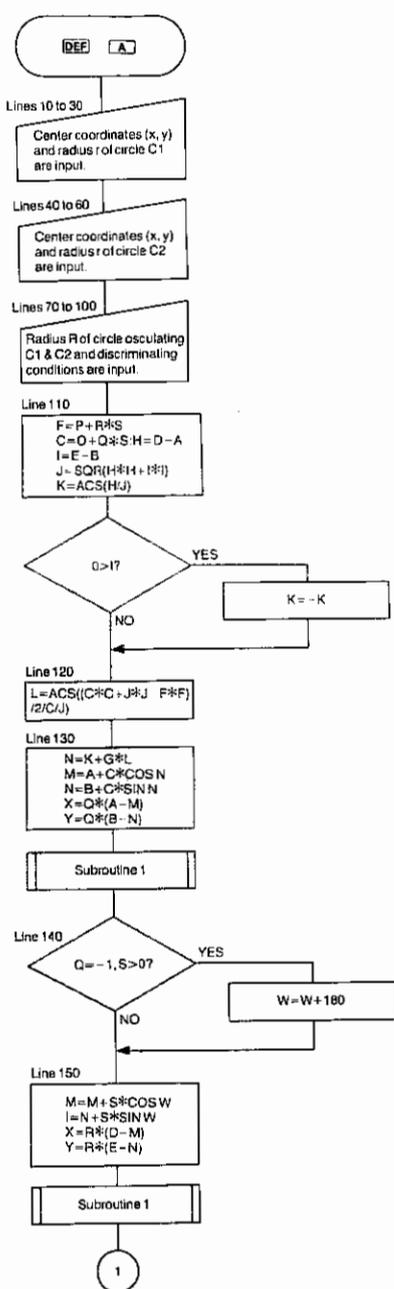 DEF A
Lines 10 to 30
Center coordinates (x, y)
and radius r of circle C1
are input.
Lines 40 to 60
Center coordinates (x, y)
and radius r of circle C2
are input.
Lines 70 to 100
Radius R of circle osculating
C1 & C2 and discriminating
conditions are input.
Line 110
F=P+R*S
C=O+Q*S:H=D-A
I=E-B
J=SQR(H*H+I*I)
K=ACS(H/J)
0>I?
YES
K=-K
NO
Line 120
L=ACS((C*C+J*J F*F)
/2/C/J)
Line 130
N=K+G*L
M=A+C*COS N
N=B+C*SIN N
X=Q*(A-M)
Y=Q*(B-N)
Subroutine 1
Line 140
Q=-1, S>0?
YES
W=W+180
NO
Line 150
M=M+S*COS W
I=N+S*SIN W
X=R*(D-M)
Y=R*(E-N)
Subroutine 1
1